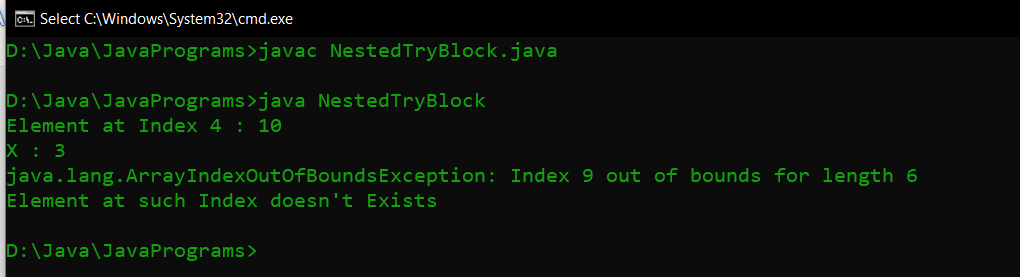 Select C:\Windows\System32\cmd.exe
D:\Java\JavaPrograms>javac NestedTryBlock.java
D:\Java\JavaPrograms>java NestedTryBlock
Element at Index 4 : 10
X : 3
java.lang.ArrayIndexOutOfBoundsException: Index 9 out of bounds for length 6
Element at such Index doesn't Exists
D:\Java\JavaPrograms>